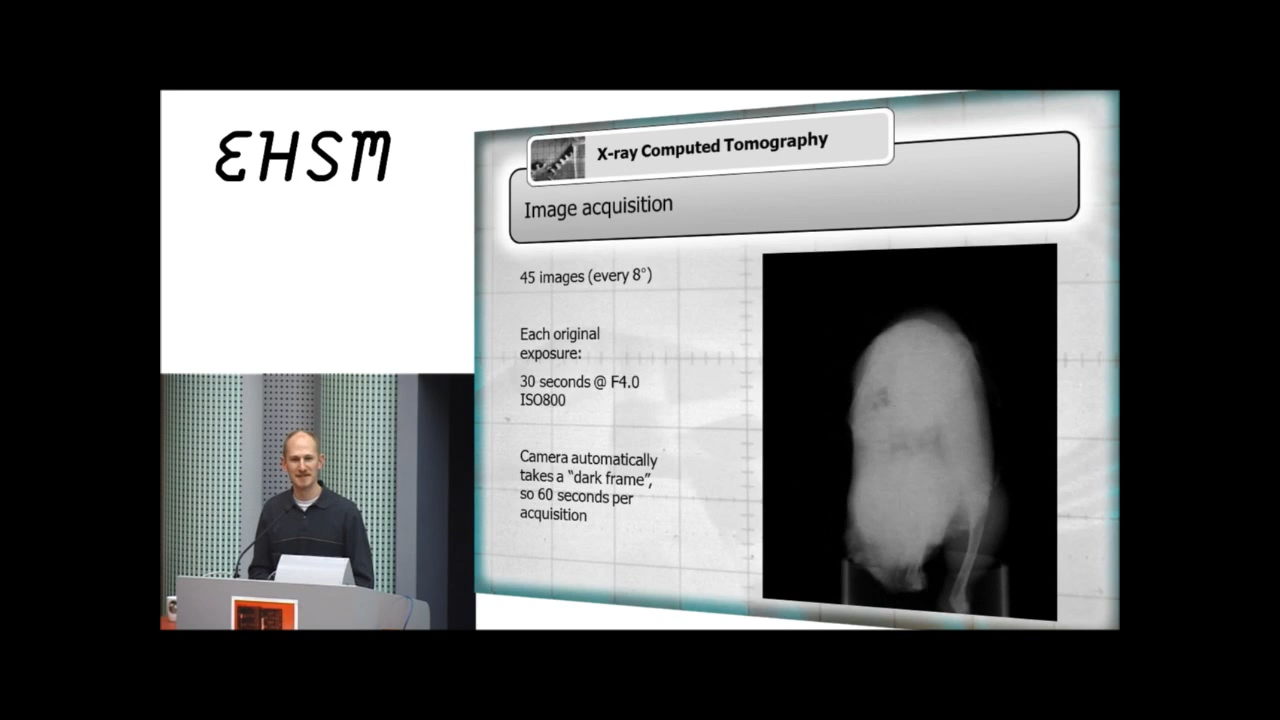 EHSM
X-ray Computed Tomography
Image acquisition
45 images (every 8°)
Each original
exposure:
30 seconds @ F4.0
ISO800
Camera automatically
takes a “dark frame”,
so 60 seconds per
acquisition